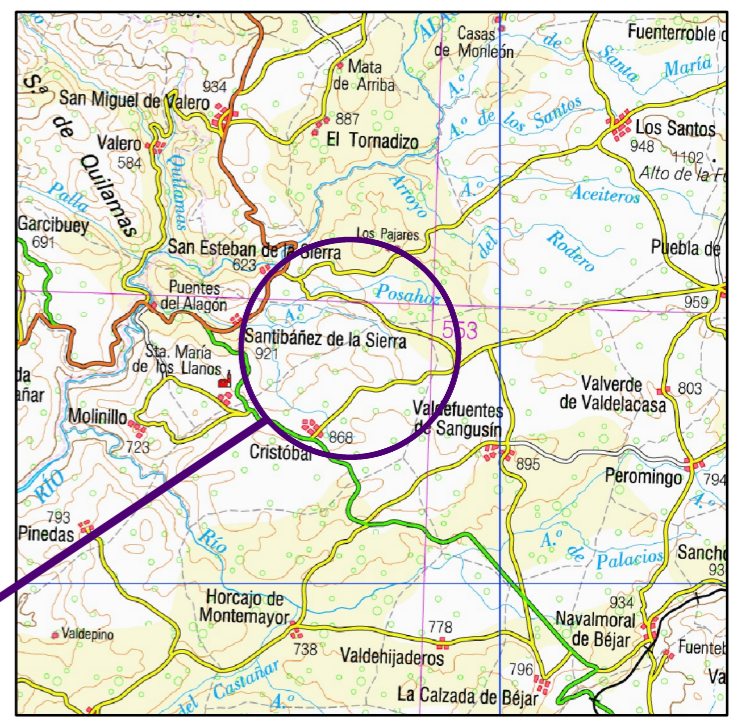 Casas
de Monleón
Fuenterroble
de Santa María
Mata
de Arriba
934
San Miguel de Valero
887
El Tornadizo
A.º de los Santos
Los Santos
948
1102
Alto de la
Valero
584
S.ª de Quilamas
Quilamas
Palla
Arroyo del Rodero
A.º Aceiteros
Garcibuey
691
Los Pajares
San Esteban de la Sierra
623
Puebla de
Puentes
del Alagón
A.º Posahoz
959
553
Santibáñez de la Sierra
921
Sta. María
de los Llanos
Valverde
de Valdelacasa
803
Molinillo
723
868
Cristóbal
Valdefuentes
de Sangusín
895
Peromingo
794
RÍO
793
Pinedas
Río
A.º de Palacios
A.º
Sanch
Horcajo de
Montemayor
738
934
Navalmoral
de Béjar
Valdepino
778
Valdehijaderos
796
La Calzada de Béjar
del Castañar
A.º